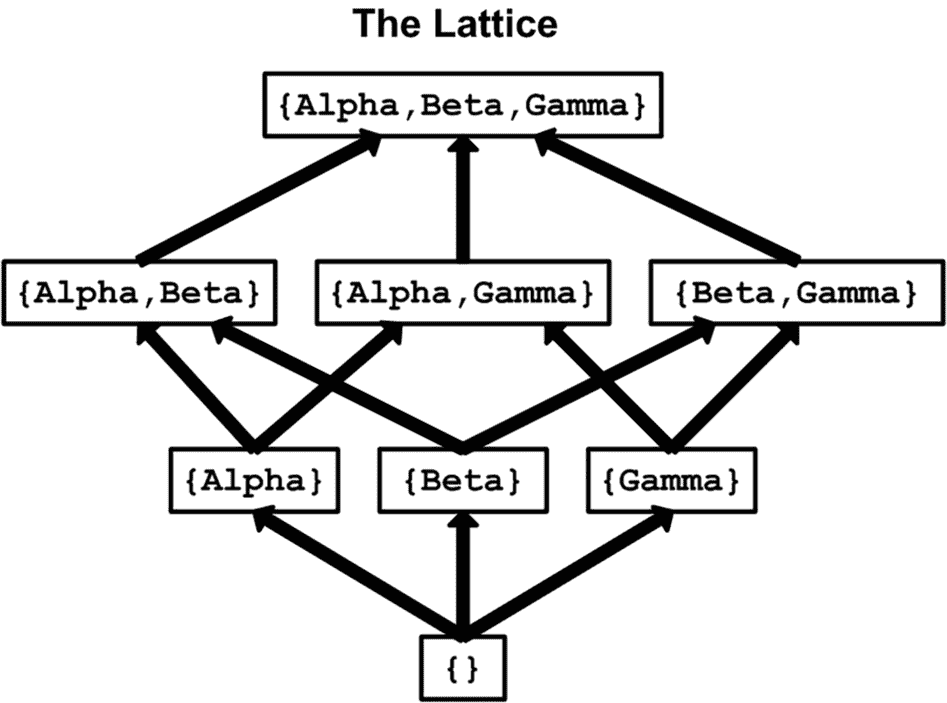 The Lattice
{Alpha,Beta,Gamma}
{Alpha,Beta} {Alpha,Gamma} {Beta,Gamma}
{Alpha} {Beta} {Gamma}
{}